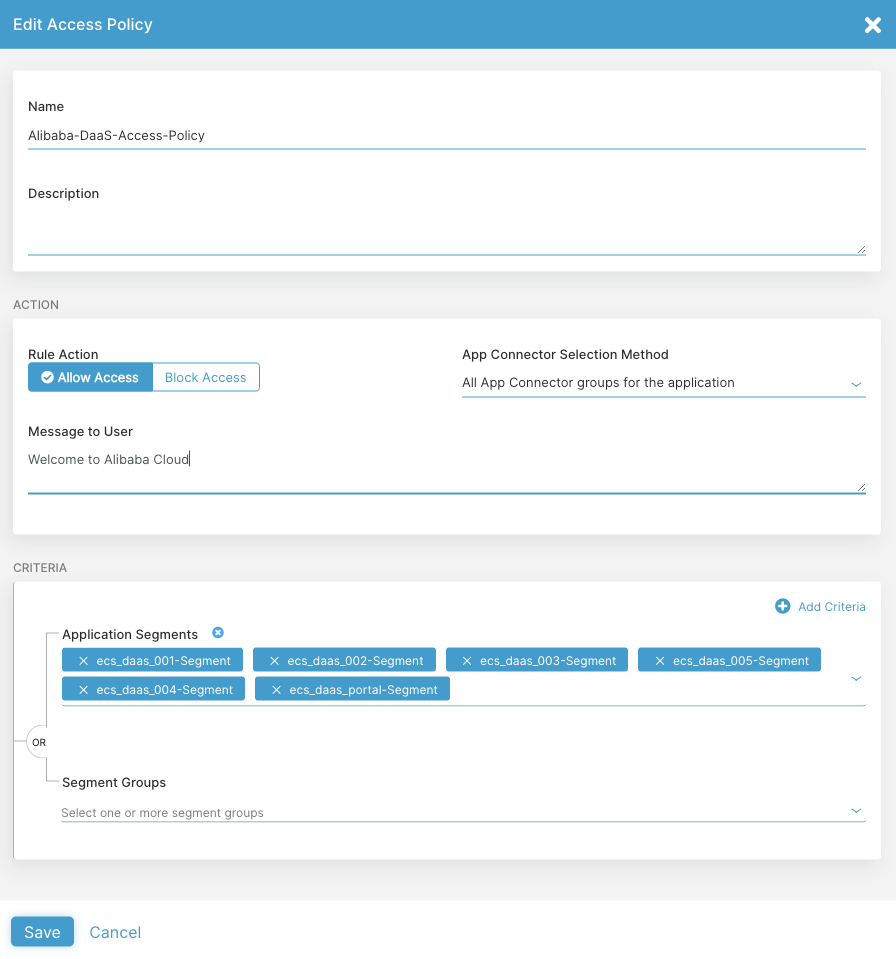 Edit Access Policy
Name
Alibaba-DaaS-Access-Policy
Description
ACTION
Rule Action
Allow Access
Block Access
App Connector Selection Method
All App Connector groups for the application
Message to User
Welcome to Alibaba Cloud
CRITERIA
Add Criteria
Application Segments
ecs_daas_001-Segment
ecs_daas_002-Segment
ecs_daas_003-Segment
ecs_daas_005-Segment
ecs_daas_004-Segment
ecs_daas_portal-Segment
OR
Segment Groups
Select one or more segment groups
Save
Cancel